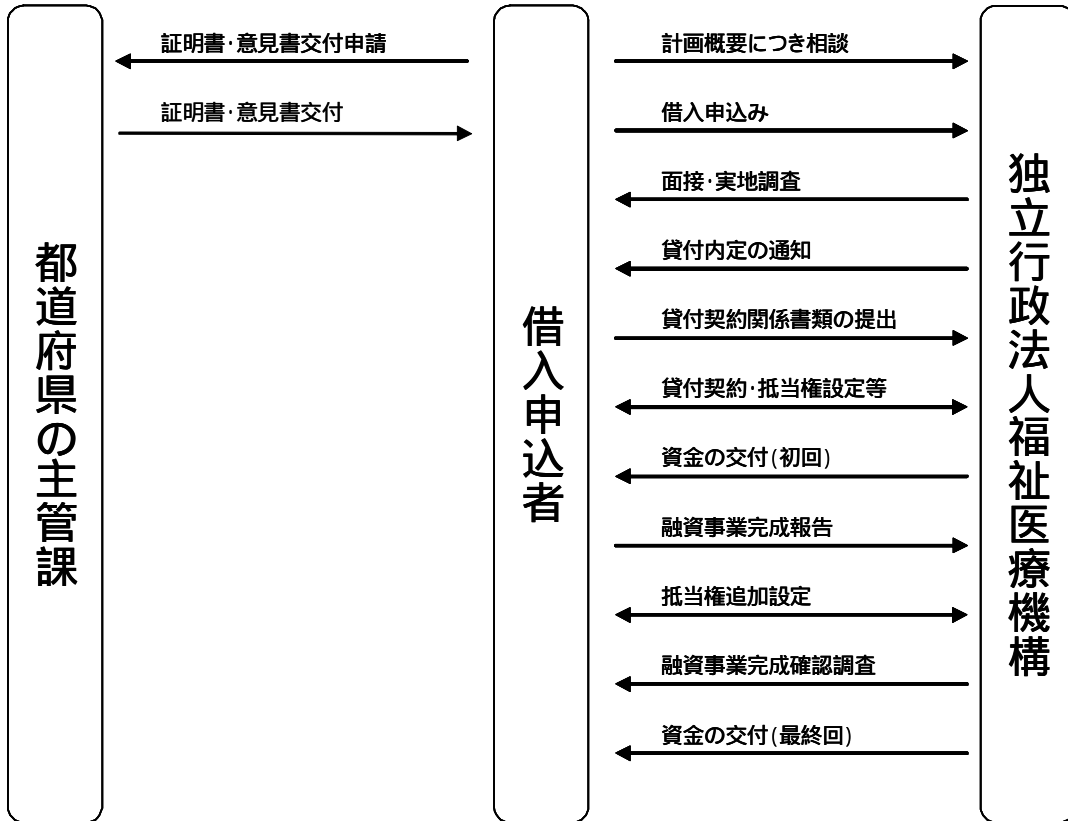 都道府県の主管課
証明書・意見書交付申請
証明書・意見書交付
借入申込者
計画概要につき相談
借入申込み
面接・実地調査
貸付内定の通知
貸付契約関係書類の提出
貸付契約・抵当権設定等
資金の交付(初回)
融資事業完成報告
抵当権追加設定
融資事業完成確認調査
資金の交付(最終回)
独立行政法人福祉医療機構